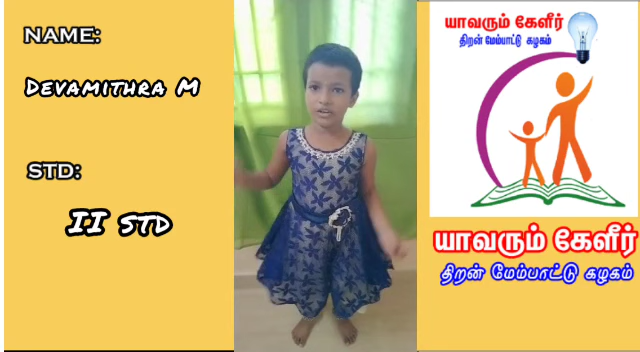 NAME:
DEVAMITHRA M
STD:
II STD
யாவரும் கேளீர்
திறன் மேம்பாட்டு கழகம்
யாவரும் கேளீர்
திறன் மேம்பாட்டு கழகம்